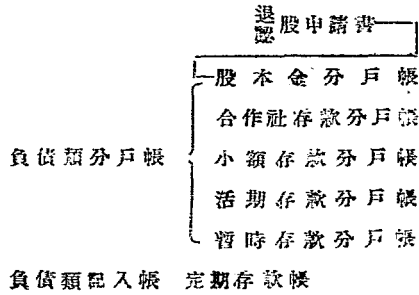 退認股申請書
股本金分戶帳
合作社存款分戶帳
負債類分戶帳 小額存款分戶帳
活期存款分戶帳
暫時存款分戶帳
負債類記入帳 定期存款帳